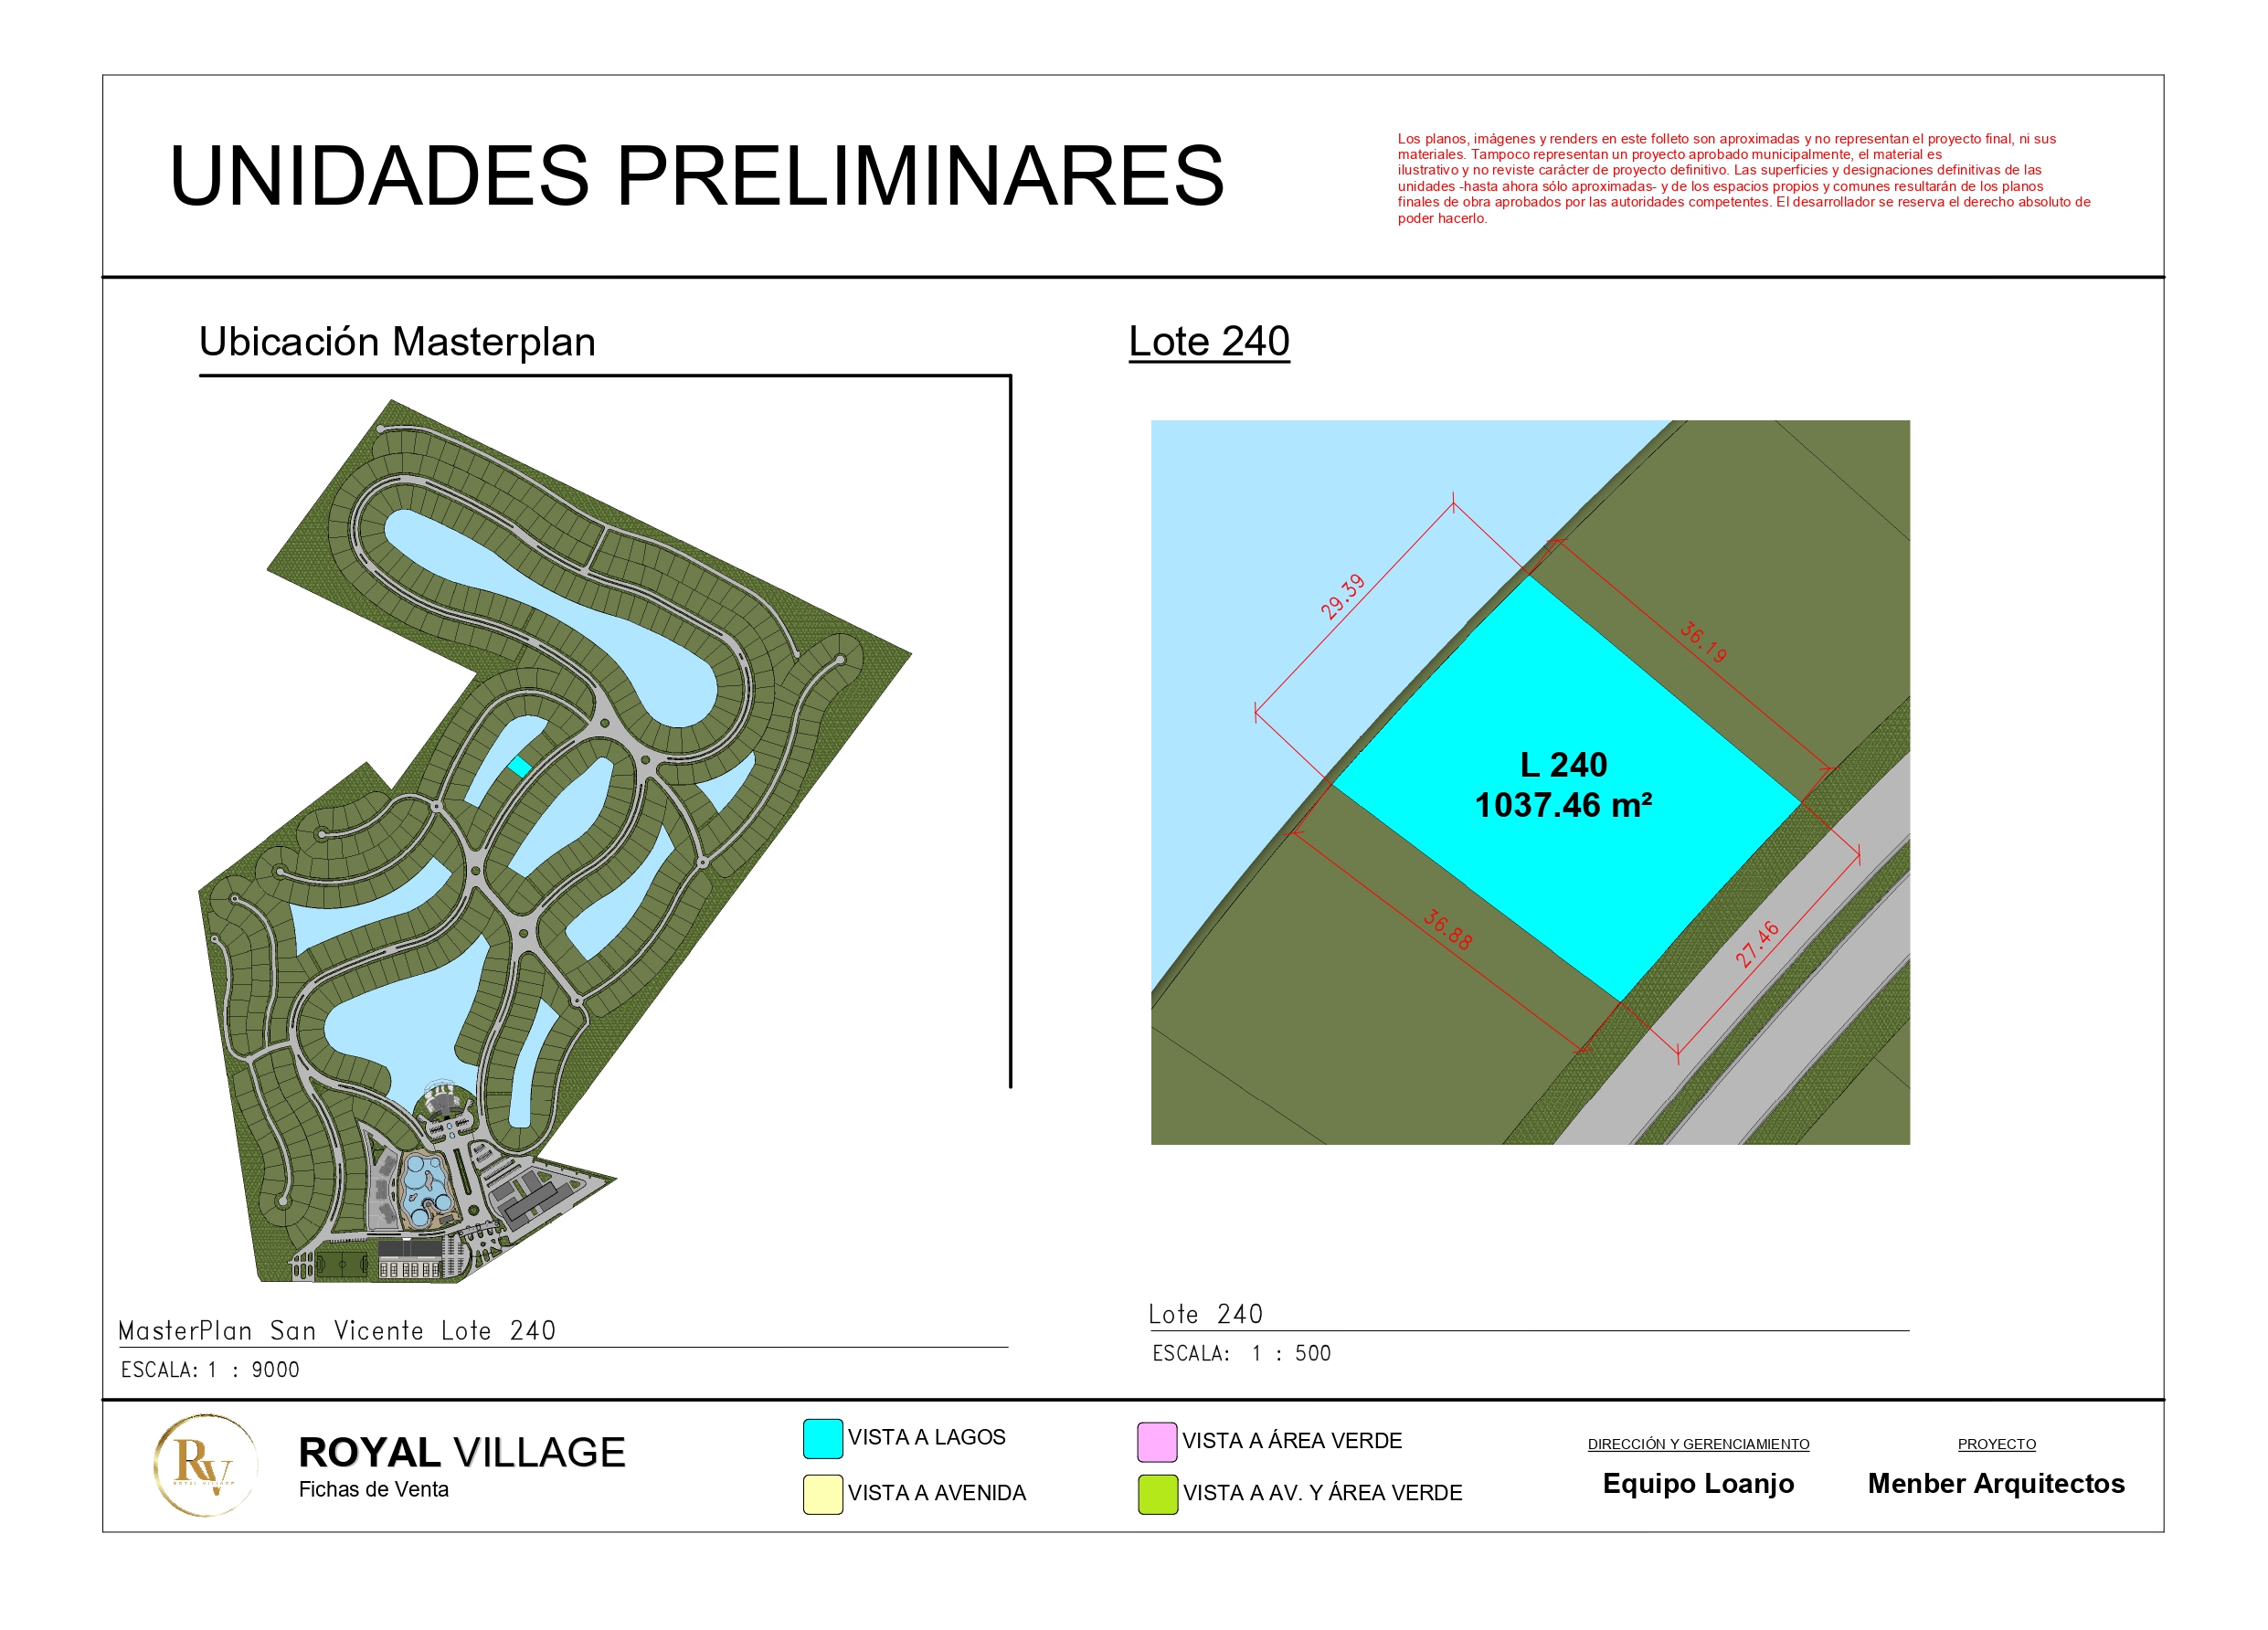 UNIDADES PRELIMINARES
Los planos, imágenes y renders en este folleto son aproximadas y no representan el proyecto final, ni sus
materiales. Tampoco representan un proyecto aprobado municipalmente, el material es
ilustrativo y no reviste carácter de proyecto definitivo. Las superficies y designaciones definitivas de las
unidades -hasta ahora sólo aproximadas- y de los espacios propios y comunes resultarán de los planos
finales de obra aprobados por las autoridades competentes. El desarrollador se reserva el derecho absoluto de
poder hacerlo.
Ubicación Masterplan
Lote 240
29.39
36.19
L 240
1037.46 m²
36.88
27.46
MasterPlan San Vicente Lote 240
ESCALA: 1 : 9000
Lote 240
ESCALA: 1 : 500
RV
ROYAL VILLAGE
ROYAL VILLAGE
Fichas de Venta
VISTA A LAGOS
VISTA A AVENIDA
VISTA A ÁREA VERDE
VISTA A AV. Y ÁREA VERDE
DIRECCIÓN Y GERENCIAMIENTO
Equipo Loanjo
PROYECTO
Menber Arquitectos